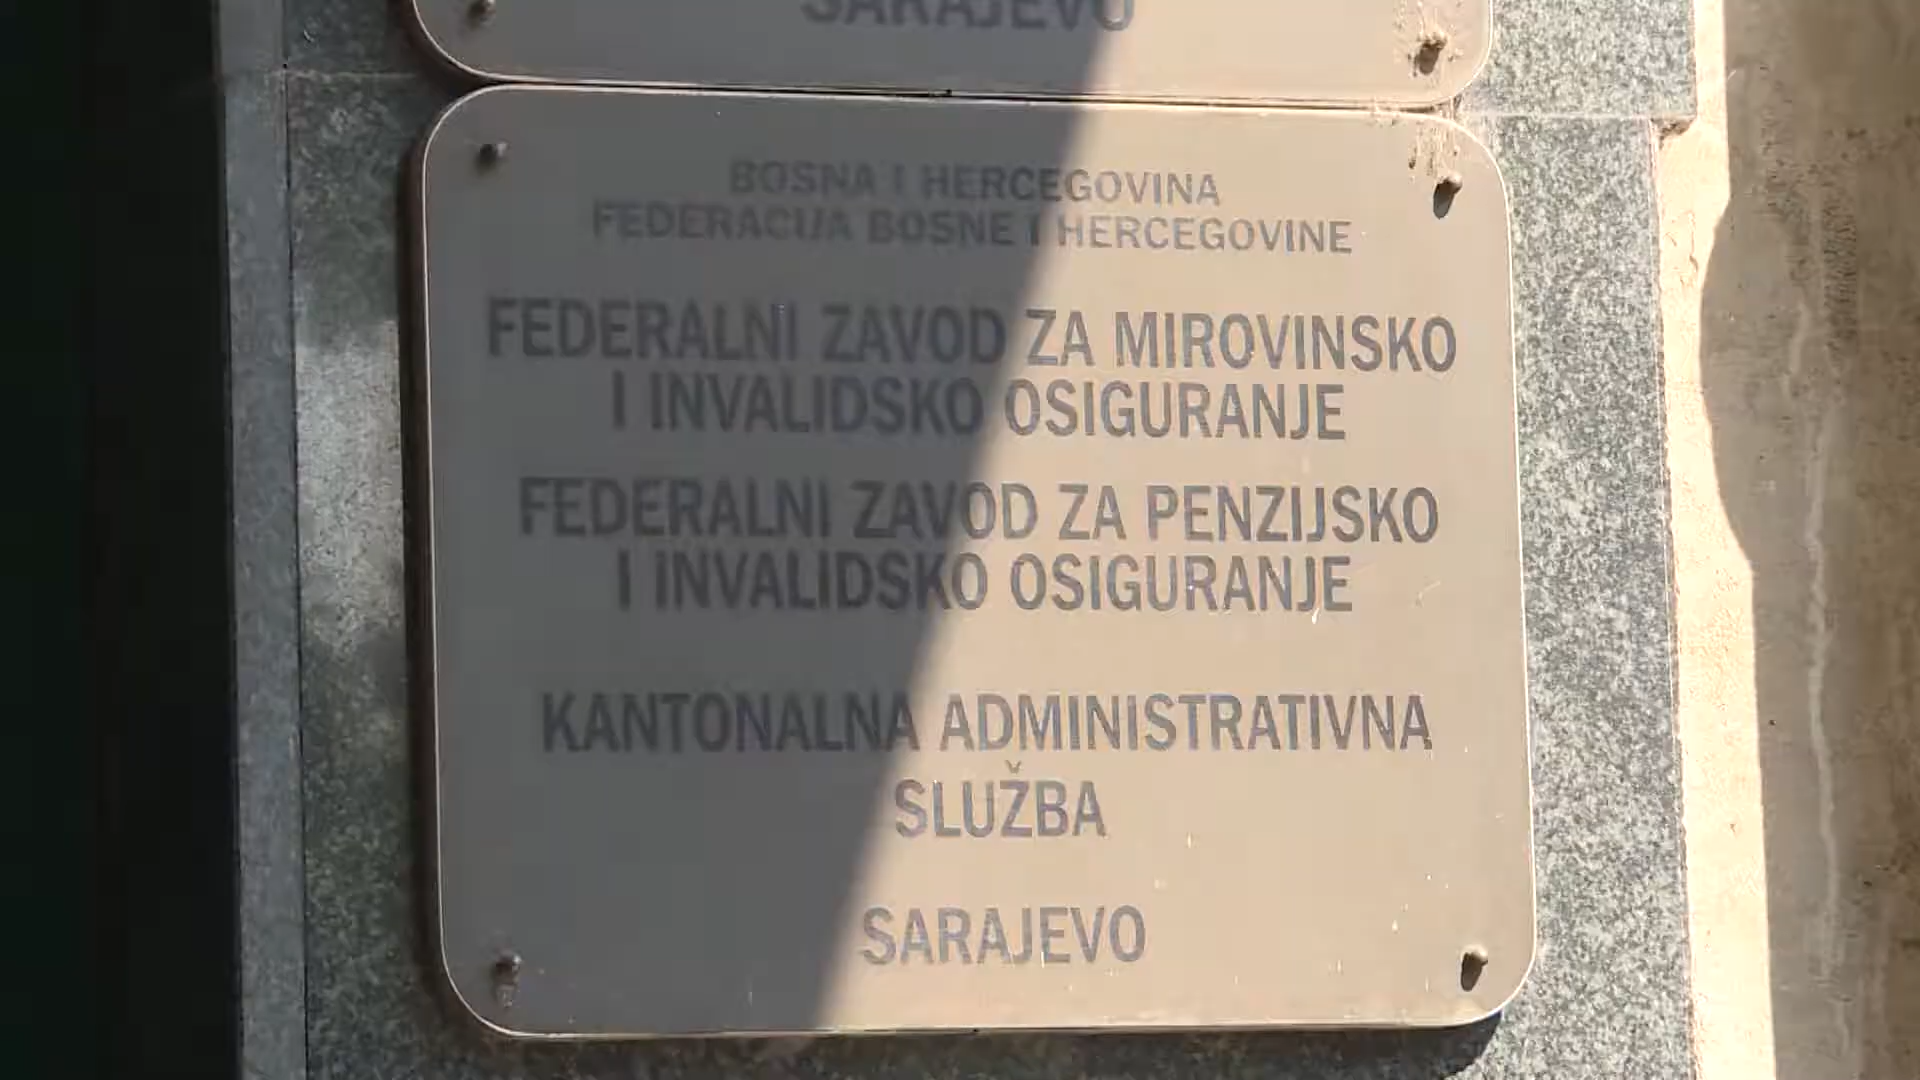 SARAJEVO
BOSNA I HERCEGOVINA
FEDERACIJA BOSNE I HERCEGOVINE
FEDERALNI ZAVOD ZA MIROVINSKO
I INVALIDSKO OSIGURANJE
FEDERALNI ZAVOD ZA PENZIJSKO
I INVALIDSKO OSIGURANJE
KANTONALNA ADMINISTRATIVNA
SLUŽBA
SARAJEVO